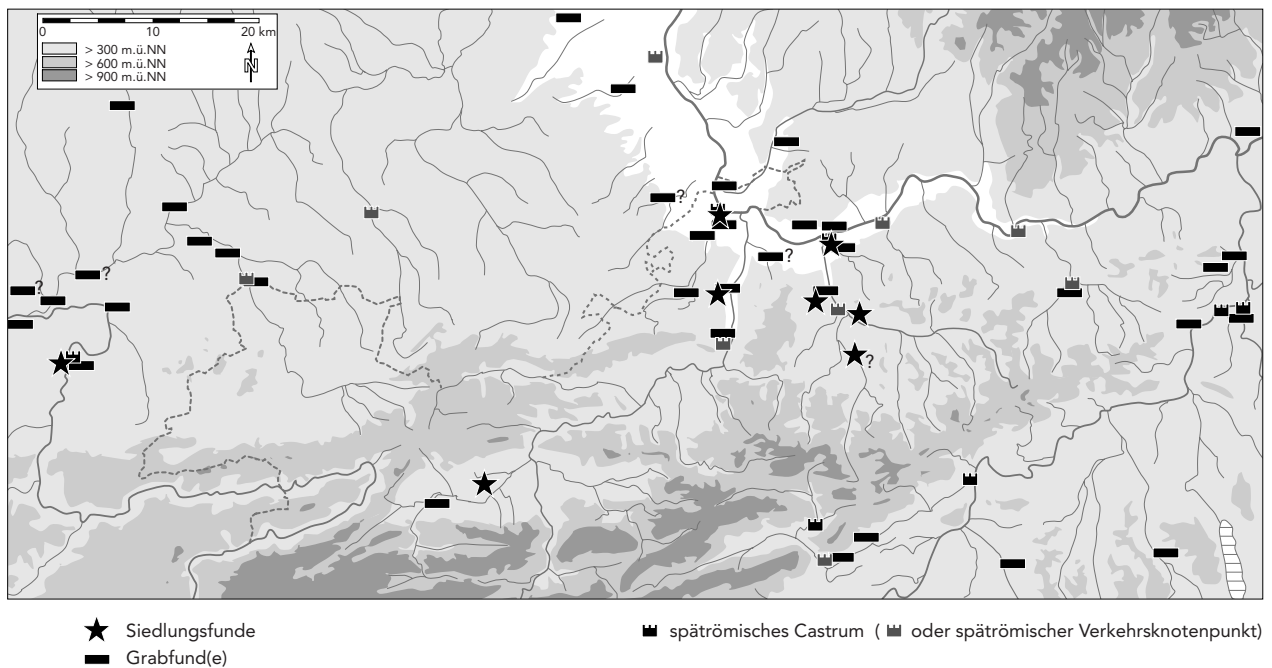 0 10 20 km
> 300 m.ü.NN
> 600 m.ü.NN
> 900 m.ü.NN
N
?
?
?
?
?
?
Siedlungsfunde
spätrömisches Castrum ( oder spätrömischer Verkehrsknotenpunkt)
Grabfund(e)